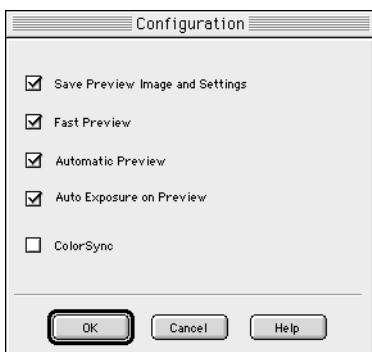 Configuration
Save Preview Image and Settings
Fast Preview
Automatic Preview
Auto Exposure on Preview
ColorSync
OK Cancel Help